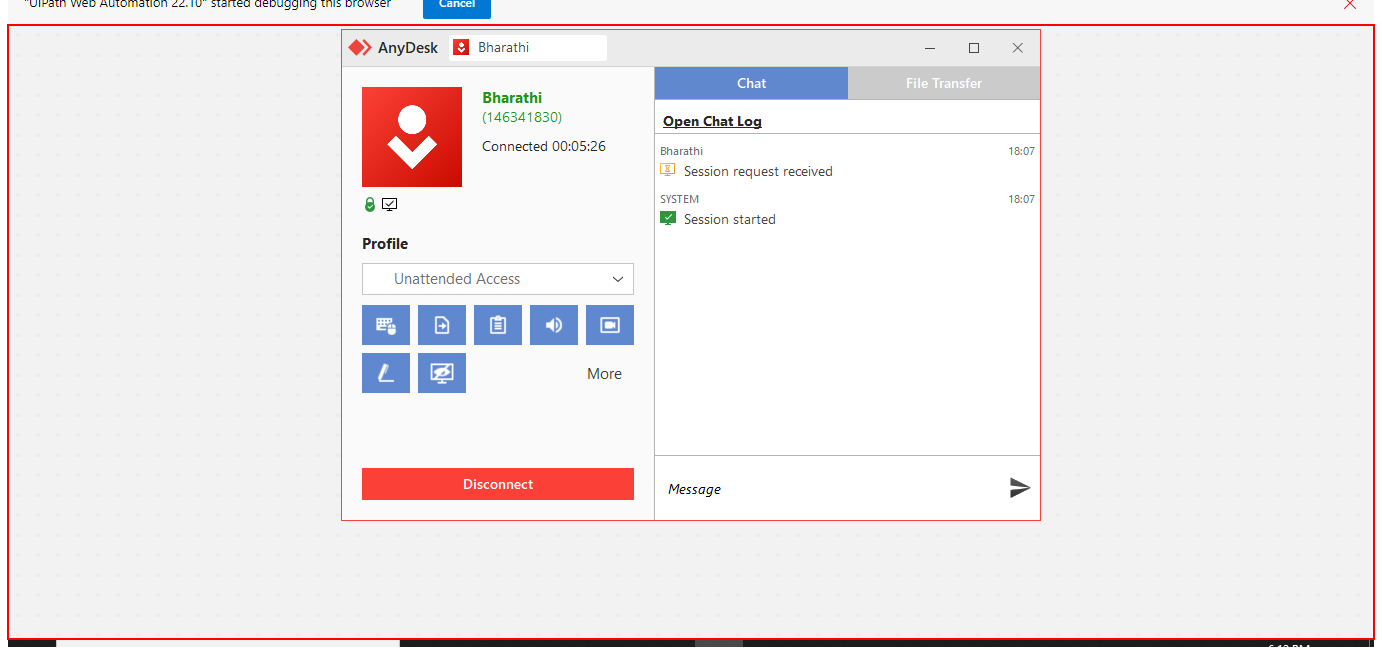 "UiPath Web Automation 22.10" started debugging this browser
Cancel
AnyDesk
Bharathi
Bharathi
(146341830)
Connected 00:05:26
Profile
Unattended Access
More
Disconnect
Chat
File Transfer
Open Chat Log
Bharathi 18:07
Session request received
SYSTEM 18:07
Session started
Message